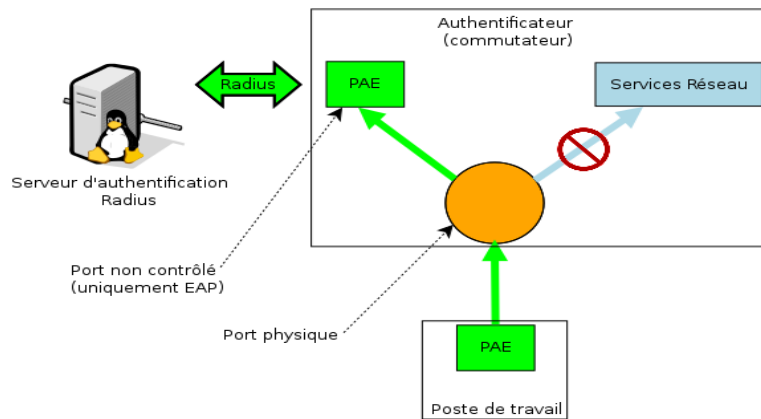 Authentificateur
(commutateur)
Radius
PAE
Services Réseau
Serveur d'authentification
Radius
Port non contrôlé
(uniquement EAP)
Port physique
PAE
Poste de travail